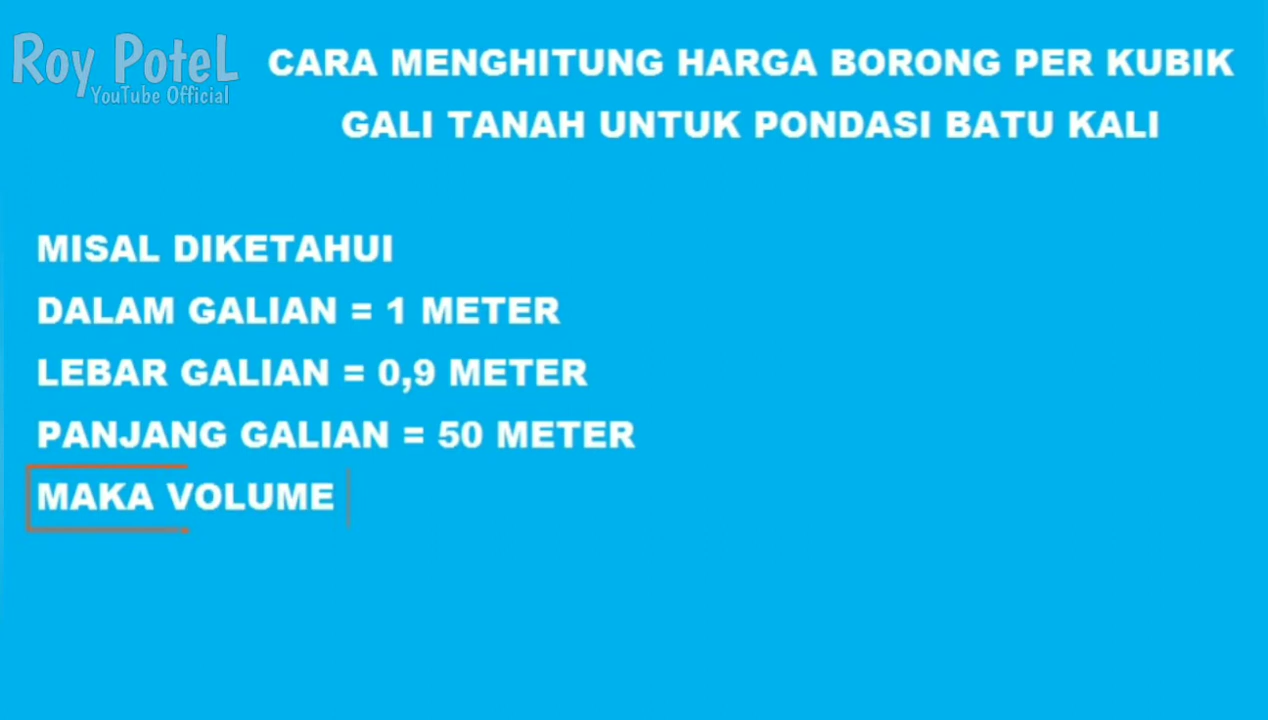 Roy PoteL
YouTube Official
CARA MENGHITUNG HARGA BORONG PER KUBIK
GALI TANAH UNTUK PONDASI BATU KALI
MISAL DIKETAHUI
DALAM GALIAN = 1 METER
LEBAR GALIAN = 0,9 METER
PANJANG GALIAN = 50 METER
MAKA VOLUME